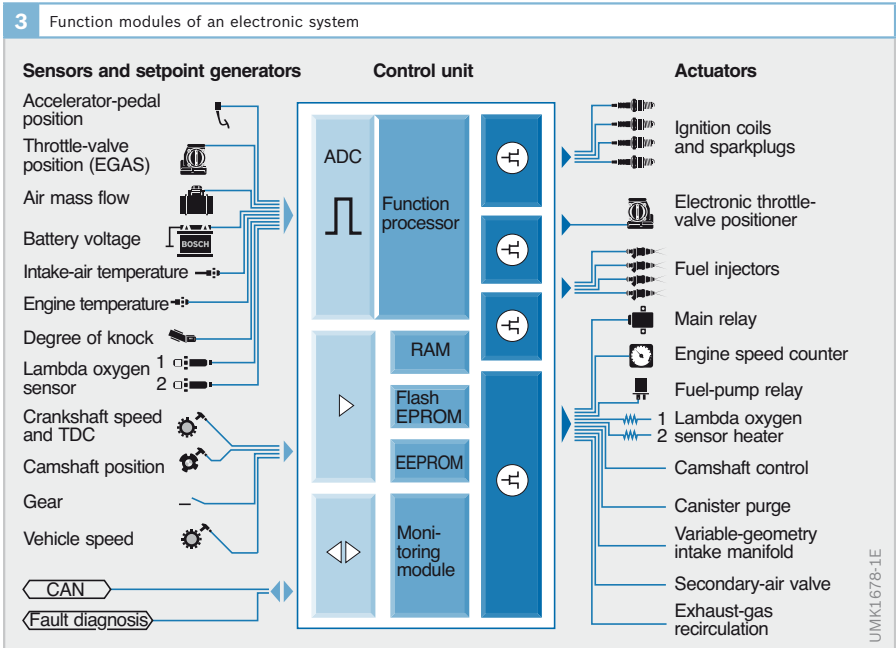 3 Function modules of an electronic system
Sensors and setpoint generators
Control unit
Actuators
Accelerator-pedal
position
Throttle-valve
position (EGAS)
Air mass flow
Battery voltage
BOSCH
Intake-air temperature
Engine temperature
Degree of knock
Lambda oxygen
sensor
1
2
Crankshaft speed
and TDC
Camshaft position
Gear
Vehicle speed
CAN
Fault diagnosis
ADC
Function
processor
RAM
Flash
EPROM
EEPROM
Moni-
toring
module
Ignition coils
and sparkplugs
Electronic throttle-
valve positioner
Fuel injectors
Main relay
Engine speed counter
Fuel-pump relay
1 Lambda oxygen
2 sensor heater
Camshaft control
Canister purge
Variable-geometry
intake manifold
Secondary-air valve
Exhaust-gas
recirculation
UMK1678-1E